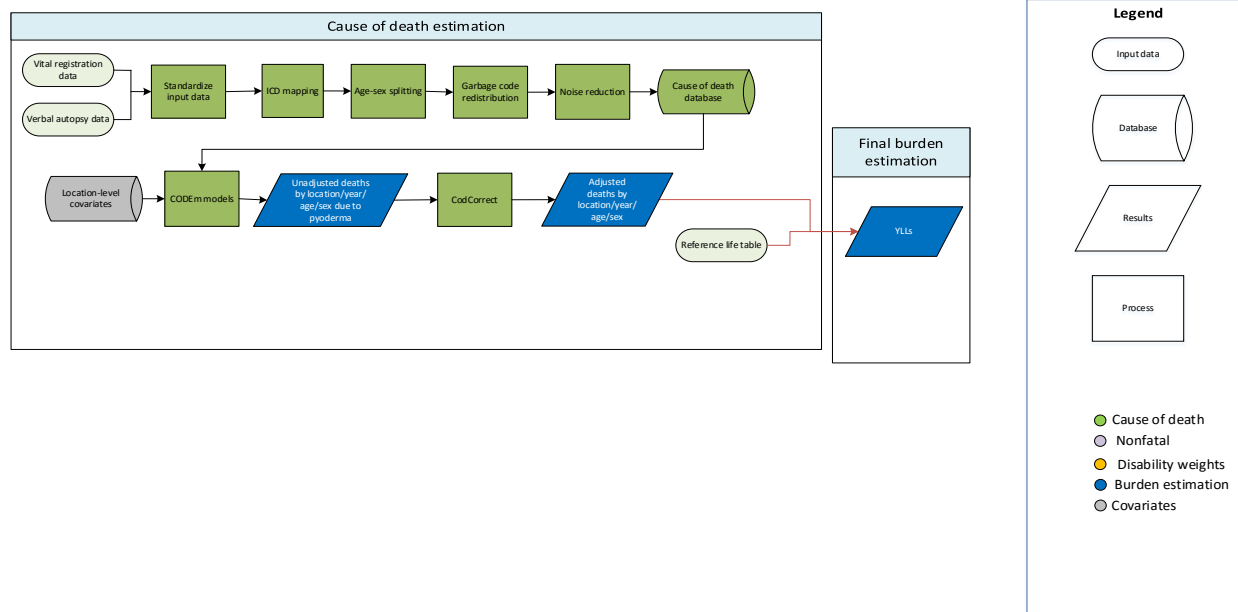 Cause of death estimation
Vital registration
data
Verbal autopsy data
Standardize
input data
ICD mapping
Age-sex splitting
Garbage code
redistribution
Noise reduction
Cause of death
database
Location-level
covariates
CODEm models
Unadjusted deaths
by location/year/
age/sex due to
pyoderma
CodCorrect
Adjusted
deaths by
location/year/
age/sex
Reference life table
Final burden
estimation
YLLs
Legend
Input data
Database
Results
Process
Cause of death
Nonfatal
Disability weights
Burden estimation
Covariates